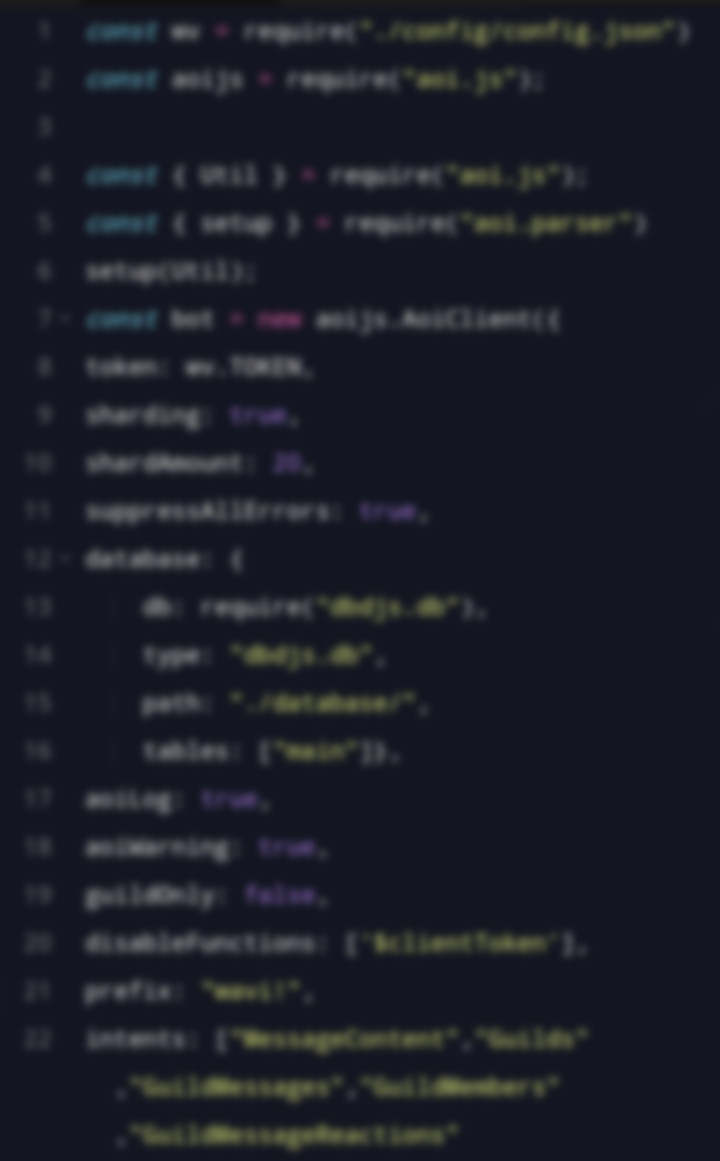 1 const wv = require("./config/config.json")
2 const aoijs = require("aoi.js");
3
4 const { Util } = require("aoi.js");
5 const { setup } = require("aoi.parser")
6 setup(Util);
7 const bot = new aoijs.AoiClient({
8 token: wv.TOKEN,
9 sharding: true,
10 shardAmount: 20,
11 suppressAllErrors: true,
12 database: {
13 db: require("dbdjs.db"),
14 type: "dbdjs.db",
15 path: "./database/",
16 tables: ["main"]},
17 aoiLog: true,
18 aoiWarning: true,
19 guildOnly: false,
20 disableFunctions: ['$clientToken'],
21 prefix: "wavi!",
22 intents: ["MessageContent","Guilds"
,"GuildMessages","GuildMembers"
,"GuildMessageReactions"